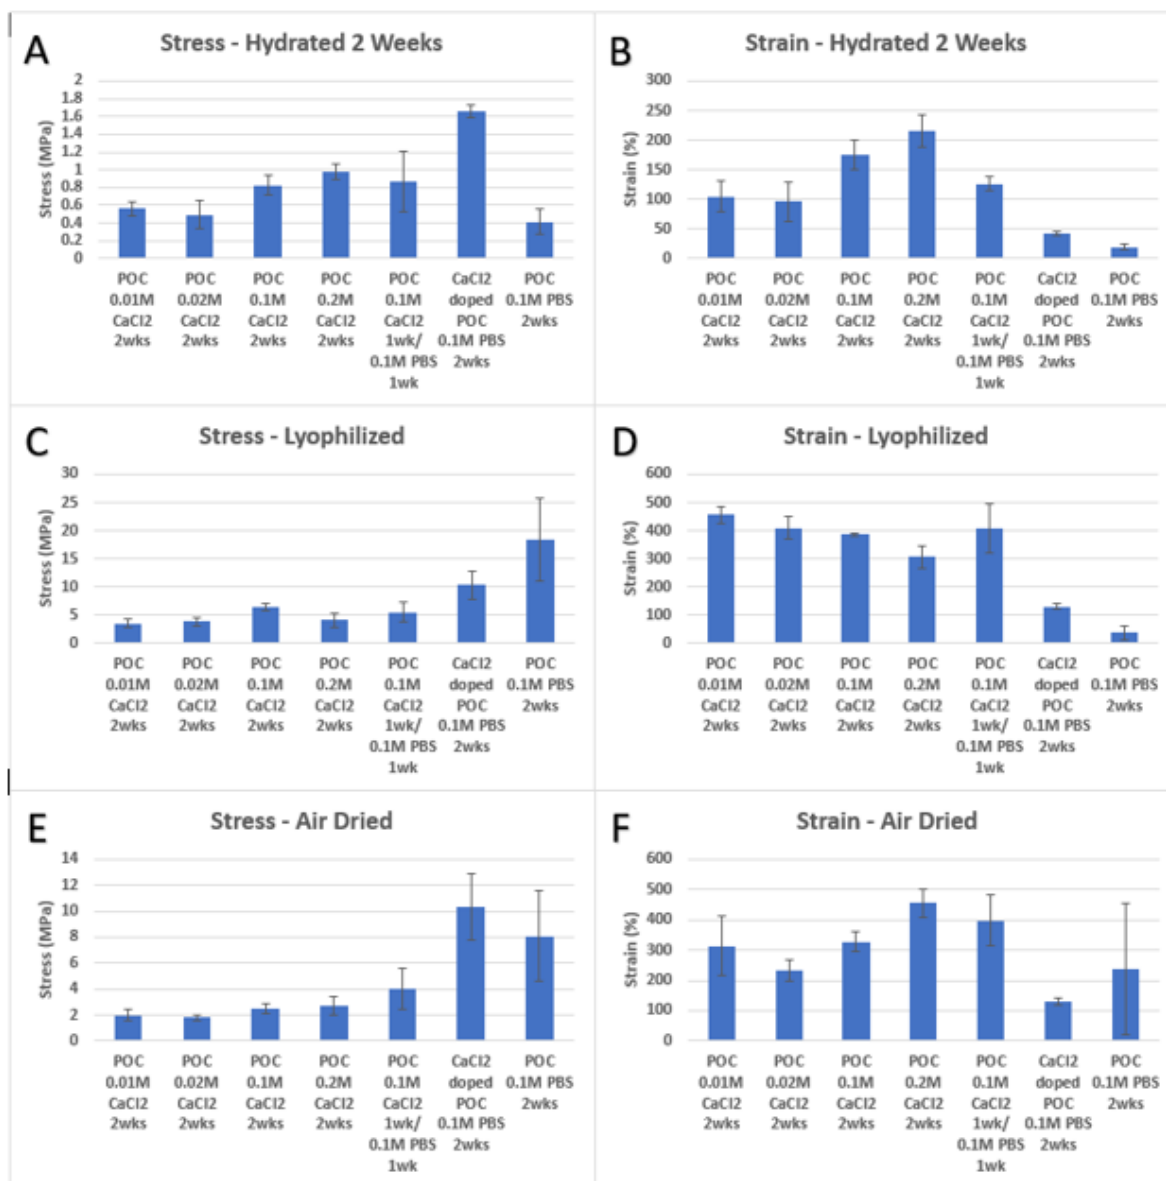 A
Stress - Hydrated 2 Weeks
Stress (MPa)
2
1.8
1.6
1.4
1.2
1
0.8
0.6
0.4
0.2
0
POC POC POC POC POC CaCl2 POC
0.01M 0.02M 0.1M 0.2M 0.1M doped 0.1M PBS
CaCl2 CaCl2 CaCl2 CaCl2 CaCl2 POC 2wks
2wks 2wks 2wks 2wks 1wk/ 0.1M PBS
0.1M PBS 2wks
1wk
B
Strain - Hydrated 2 Weeks
Strain (%)
300
250
200
150
100
50
0
POC POC POC POC POC CaCl2 POC
0.01M 0.02M 0.1M 0.2M 0.1M doped 0.1M PBS
CaCl2 CaCl2 CaCl2 CaCl2 CaCl2 POC 2wks
2wks 2wks 2wks 2wks 1wk/ 0.1M PBS
0.1M PBS 2wks
1wk
C
Stress - Lyophilized
Stress (MPa)
30
25
20
15
10
5
0
POC POC POC POC POC CaCl2 POC
0.01M 0.02M 0.1M 0.2M 0.1M doped 0.1M PBS
CaCl2 CaCl2 CaCl2 CaCl2 CaCl2 POC 2wks
2wks 2wks 2wks 2wks 1wk/ 0.1M PBS
0.1M PBS 2wks
1wk
D
Strain - Lyophilized
Strain (%)
600
500
400
300
200
100
0
POC POC POC POC POC CaCl2 POC
0.01M 0.02M 0.1M 0.2M 0.1M doped 0.1M PBS
CaCl2 CaCl2 CaCl2 CaCl2 CaCl2 POC 2wks
2wks 2wks 2wks 2wks 1wk/ 0.1M PBS
0.1M PBS 2wks
1wk
E
Stress - Air Dried
Stress (MPa)
14
12
10
8
6
4
2
0
POC POC POC POC POC CaCl2 POC
0.01M 0.02M 0.1M 0.2M 0.1M doped 0.1M PBS
CaCl2 CaCl2 CaCl2 CaCl2 CaCl2 POC 2wks
2wks 2wks 2wks 2wks 1wk/ 0.1M PBS
0.1M PBS 2wks
1wk
F
Strain - Air Dried
Strain (%)
600
500
400
300
200
100
0
POC POC POC POC POC CaCl2 POC
0.01M 0.02M 0.1M 0.2M 0.1M doped 0.1M PBS
CaCl2 CaCl2 CaCl2 CaCl2 CaCl2 POC 2wks
2wks 2wks 2wks 2wks 1wk/ 0.1M PBS
0.1M PBS 2wks
1wk